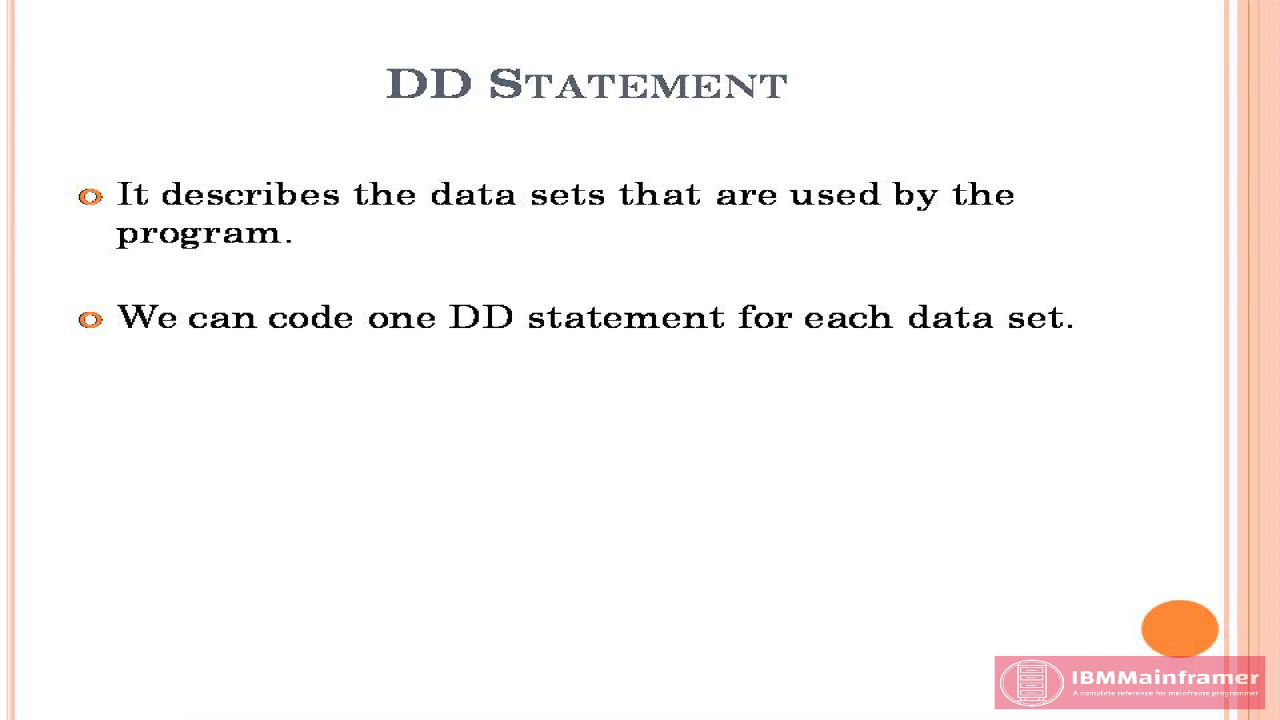 DD STATEMENT
It describes the data sets that are used by the
program.
We can code one DD statement for each data set.
IBMMainframer
A complete reference for mainframe programmer